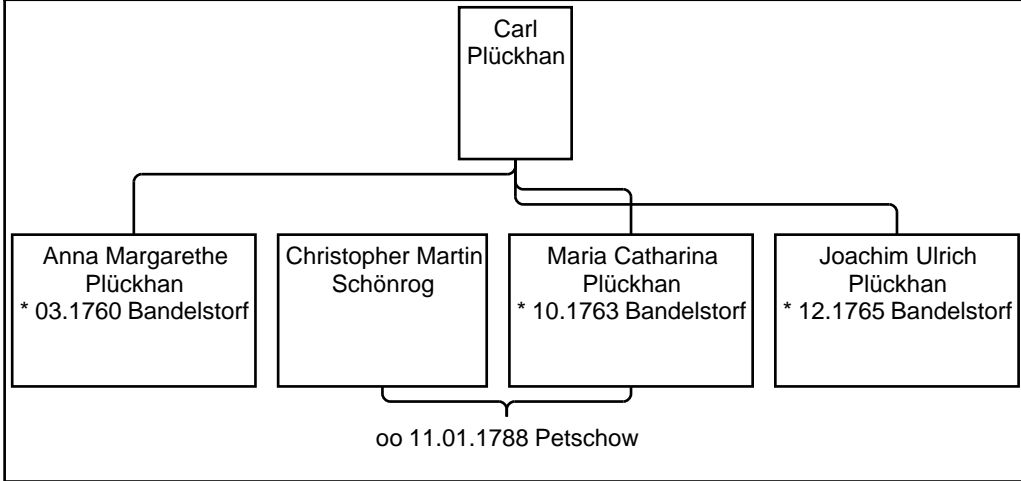 Carl
Plückhan
Anna Margarethe
Plückhan
* 03.1760 Bandelstorf
Christopher Martin
Schönrog
Maria Catharina
Plückhan
* 10.1763 Bandelstorf
Joachim Ulrich
Plückhan
* 12.1765 Bandelstorf
oo 11.01.1788 Petschow